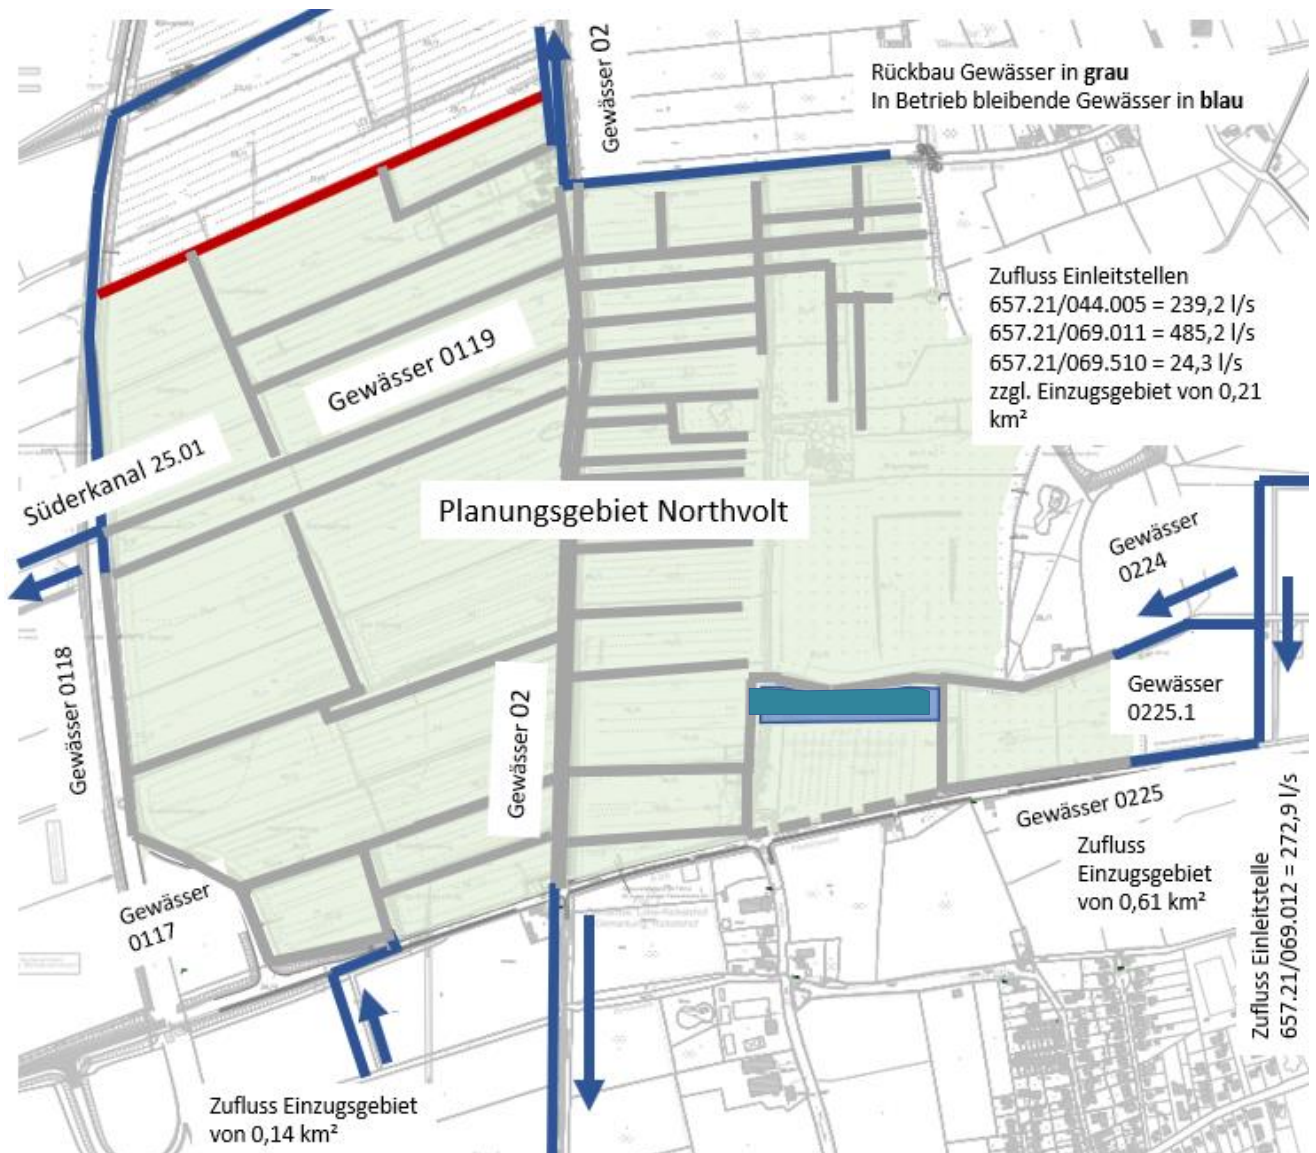 Gewässer 02
Rückbau Gewässer in grau
In Betrieb bleibende Gewässer in blau
Zufluss Einleitstellen
657.21/044.005 = 239,2 l/s
657.21/069.011 = 485,2 l/s
657.21/069.510 = 24,3 l/s
zzgl. Einzugsgebiet von 0,21
km²
Gewässer 0119
Süderkanal 25.01
Planungsgebiet Northvolt
Gewässer
0224
Gewässer 0118
Gewässer 02
Gewässer
0225.1
Gewässer 0225
Zufluss
Einzugsgebiet
von 0,61 km²
Zufluss Einleitstelle
657.21/069.012 = 272,9 l/s
Gewässer
0117
Zufluss Einzugsgebiet
von 0,14 km²